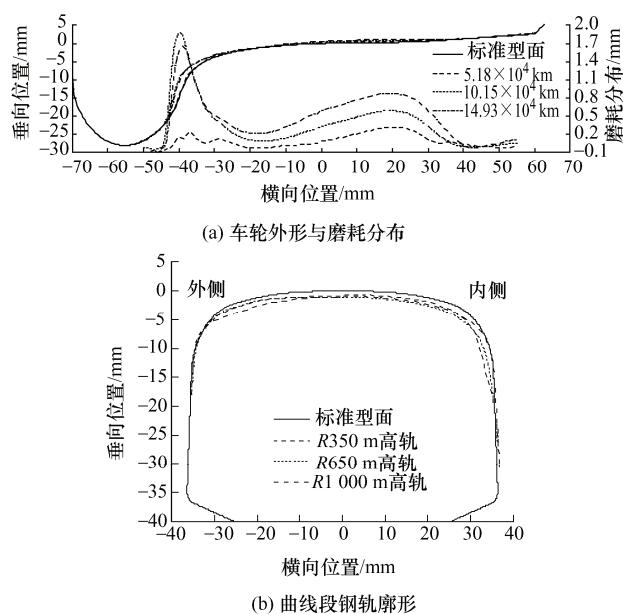 5
0
−5
−10
−15
−20
−25
−30
垂向位置/mm
2.0
1.7
1.4
1.1
0.8
0.5
0.2
−0.1
磨耗分布/mm
标准型面
5.18×10⁴ km
10.15×10⁴ km
14.93×10⁴ km
−70 −60 −50 −40 −30 −20 −10 0 10 20 30 40 50 60 70
横向位置/mm
(a) 车轮外形与磨耗分布
5
0
−5
−10
−15
−20
−25
−30
−35
−40
垂向位置/mm
外侧 内侧
标准型面
R350 m高轨
R650 m高轨
R1 000 m高轨
−40 −30 −20 −10 0 10 20 30 40
横向位置/mm
(b) 曲线段钢轨廓形